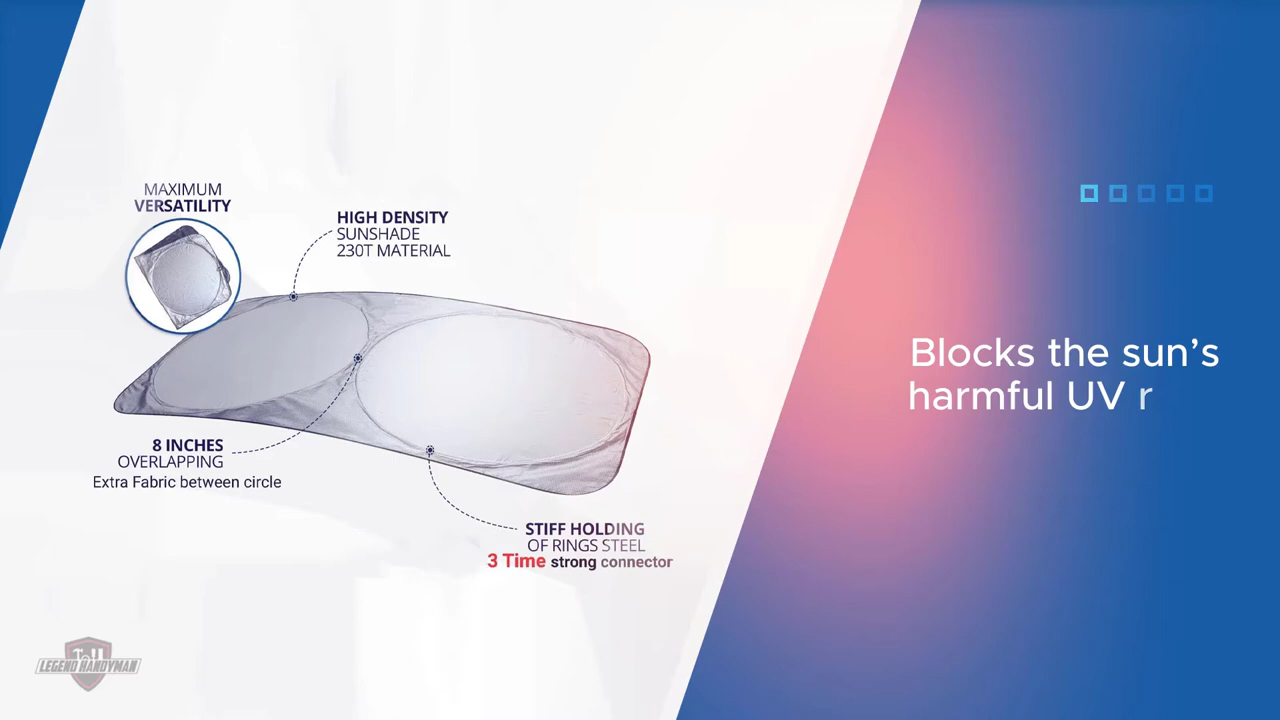 MAXIMUM
VERSATILITY
HIGH DENSITY
SUNSHADE
230T MATERIAL
8 INCHES
OVERLAPPING
Extra Fabric between circle
STIFF HOLDING
OF RINGS STEEL
3 Time strong connector
Blocks the sun’s
harmful UV r
LEGEND HANDYMAN